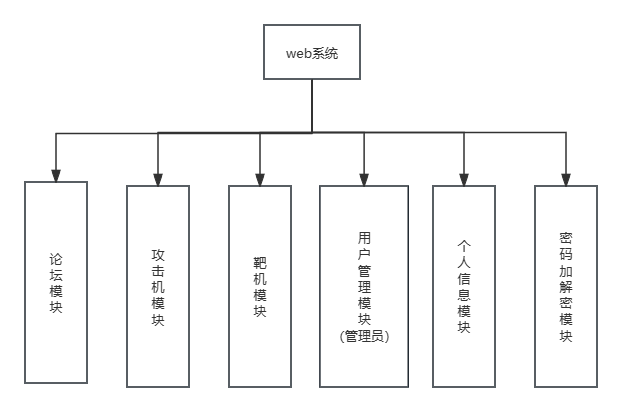 web系统
论坛模块
攻击机模块
靶机模块
用户管理模块
(管理员)
个人信息模块
密码加解密模块